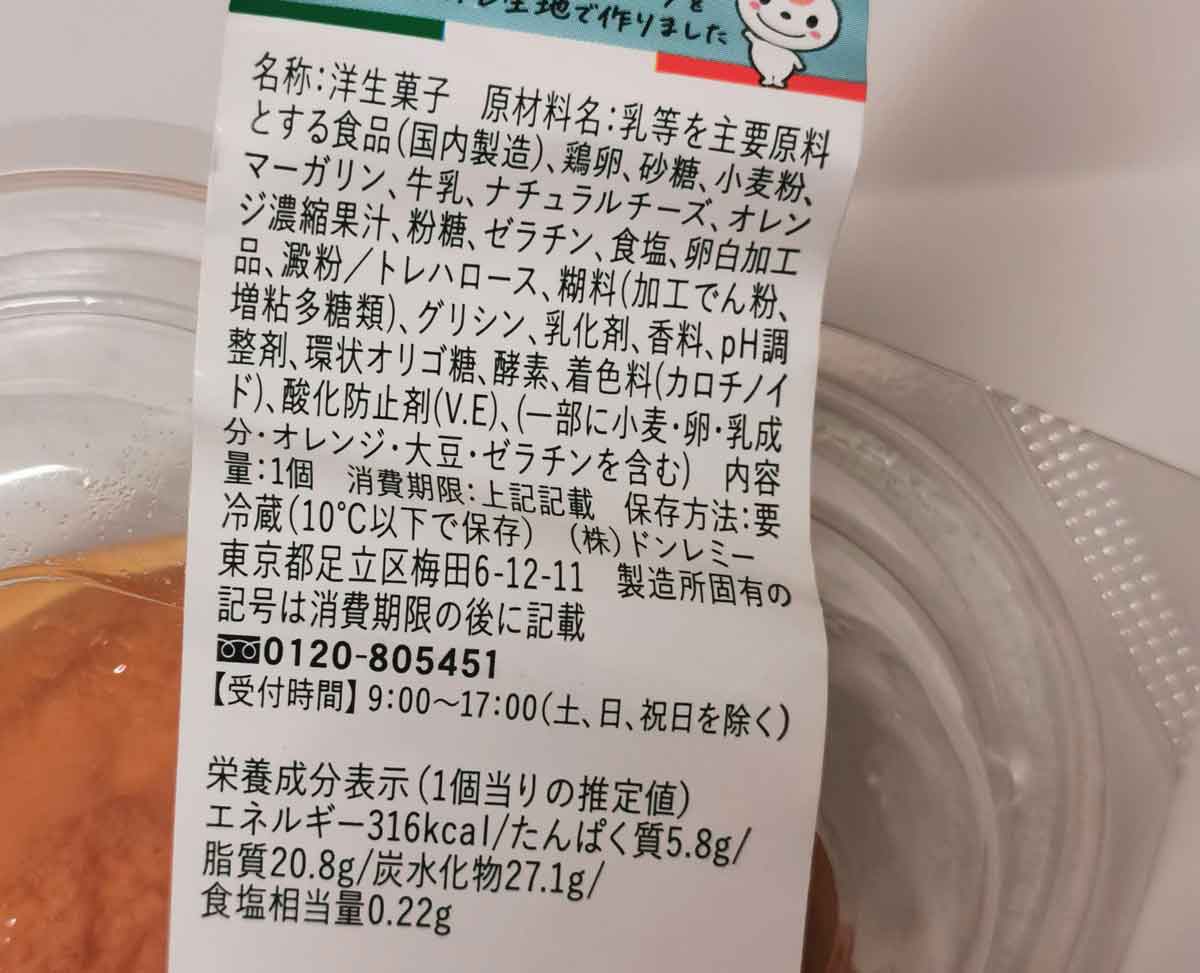 で作りました
名称:洋生菓子 原材料名:乳等を主要原料
とする食品(国内製造)、鶏卵、砂糖、小麦粉、
マーガリン、牛乳、ナチュラルチーズ、オレン
ジ濃縮果汁、粉糖、ゼラチン、食塩、卵白加工
品、澱粉/トレハロース、糊料(加工でん粉、
増粘多糖類)、グリシン、乳化剤、香料、pH調
整剤、環状オリゴ糖、酵素、着色料(カロチノイ
ド)、酸化防止剤(V.E)、(一部に小麦・卵・乳成
分・オレンジ・大豆・ゼラチンを含む) 内容
量:1個 消費期限:上記記載 保存方法:要
冷蔵(10℃以下で保存) (株)ドンレミー
東京都足立区梅田6-12-11 製造所固有の
記号は消費期限の後に記載
0120-805451
【受付時間】9:00〜17:00(土、日、祝日を除く)
栄養成分表示(1個当りの推定値)
エネルギー316kcal/たんぱく質5.8g/
脂質20.8g/炭水化物27.1g/
食塩相当量0.22g